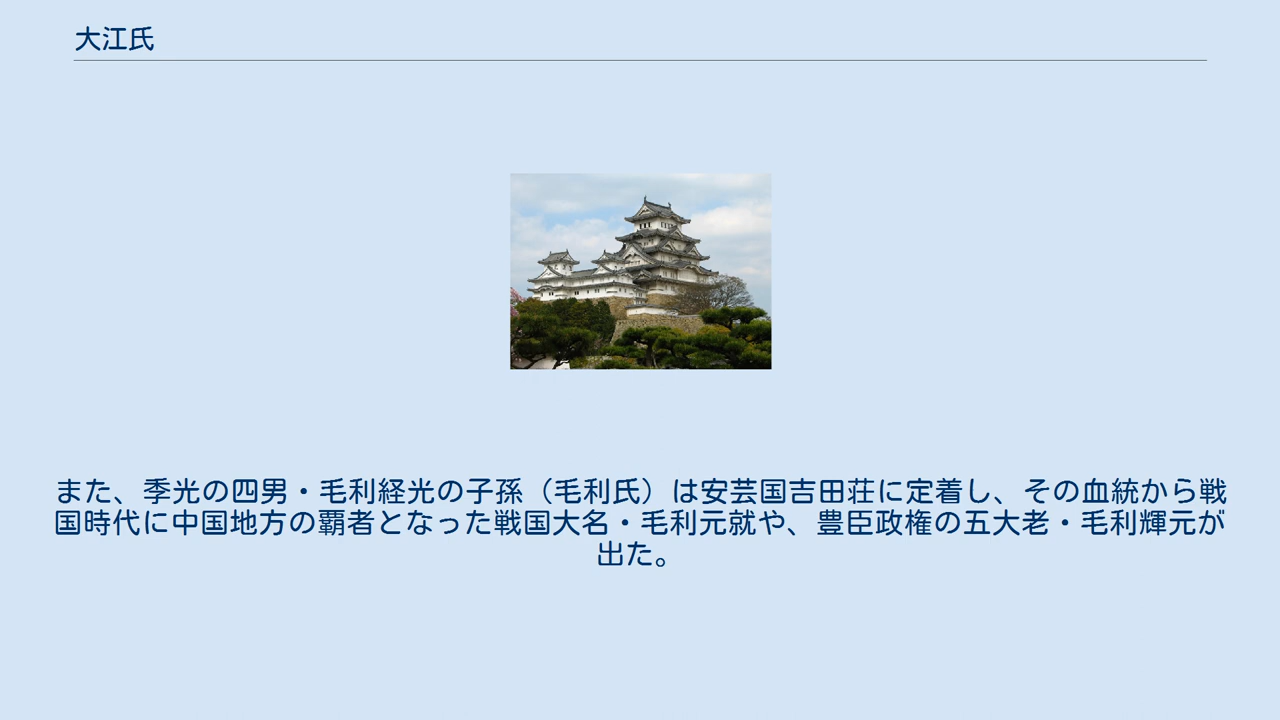 大江氏
また、季光の四男・毛利経光の子孫（毛利氏）は安芸国吉田荘に定着し、その血統から戦
国時代に中国地方の覇者となった戦国大名・毛利元就や、豊臣政権の五大老・毛利輝元が
出た。